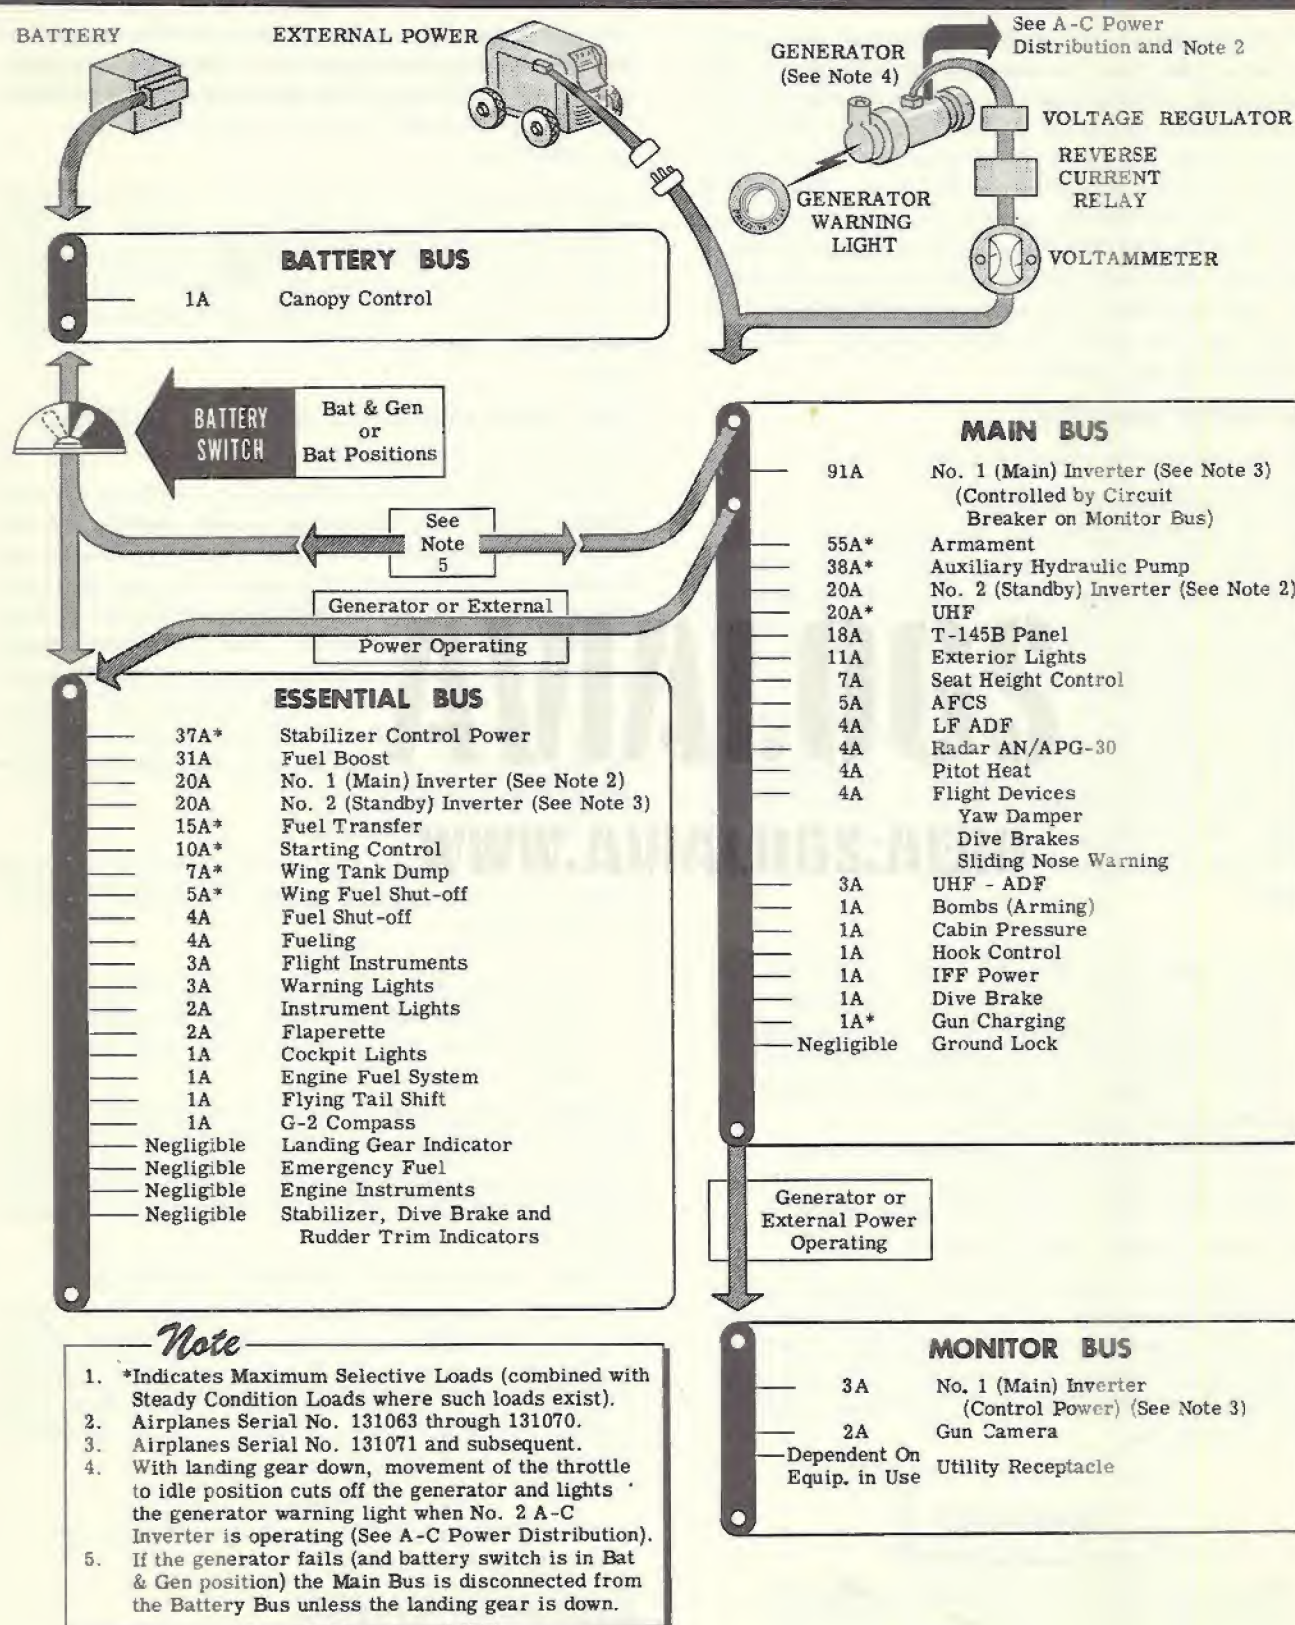 BATTERY
EXTERNAL POWER
GENERATOR
(See Note 4)
See A-C Power
Distribution and Note 2
VOLTAGE REGULATOR
REVERSE
CURRENT
RELAY
GENERATOR
WARNING
LIGHT
VOLTAMMETER
BATTERY BUS
1A Canopy Control
BATTERY
SWITCH
Bat & Gen
or
Bat Positions
See
Note
5
Generator or External
Power Operating
ESSENTIAL BUS
37A* Stabilizer Control Power
31A Fuel Boost
20A No. 1 (Main) Inverter (See Note 2)
20A No. 2 (Standby) Inverter (See Note 3)
15A* Fuel Transfer
10A* Starting Control
7A* Wing Tank Dump
5A* Wing Fuel Shut-off
4A Fuel Shut-off
4A Fueling
3A Flight Instruments
3A Warning Lights
2A Instrument Lights
2A Flaperette
1A Cockpit Lights
1A Engine Fuel System
1A Flying Tail Shift
1A G-2 Compass
Negligible Landing Gear Indicator
Negligible Emergency Fuel
Negligible Engine Instruments
Negligible Stabilizer, Dive Brake and
Rudder Trim Indicators
MAIN BUS
91A No. 1 (Main) Inverter (See Note 3)
(Controlled by Circuit
Breaker on Monitor Bus)
55A* Armament
38A* Auxiliary Hydraulic Pump
20A No. 2 (Standby) Inverter (See Note 2)
20A* UHF
18A T-145B Panel
11A Exterior Lights
7A Seat Height Control
5A AFCS
4A LF ADF
4A Radar AN/APG-30
4A Pitot Heat
4A Flight Devices
Yaw Damper
Dive Brakes
Sliding Nose Warning
3A UHF - ADF
1A Bombs (Arming)
1A Cabin Pressure
1A Hook Control
1A IFF Power
1A Dive Brake
1A* Gun Charging
Negligible Ground Lock
Generator or
External Power
Operating
MONITOR BUS
3A No. 1 (Main) Inverter
(Control Power) (See Note 3)
2A Gun Camera
Dependent On
Equip. in Use Utility Receptacle
Note
1. *Indicates Maximum Selective Loads (combined with
Steady Condition Loads where such loads exist).
2. Airplanes Serial No. 131063 through 131070.
3. Airplanes Serial No. 131071 and subsequent.
4. With landing gear down, movement of the throttle
to idle position cuts off the generator and lights
the generator warning light when No. 2 A-C
Inverter is operating (See A-C Power Distribution).
5. If the generator fails (and battery switch is in Bat
& Gen position) the Main Bus is disconnected from
the Battery Bus unless the landing gear is down.